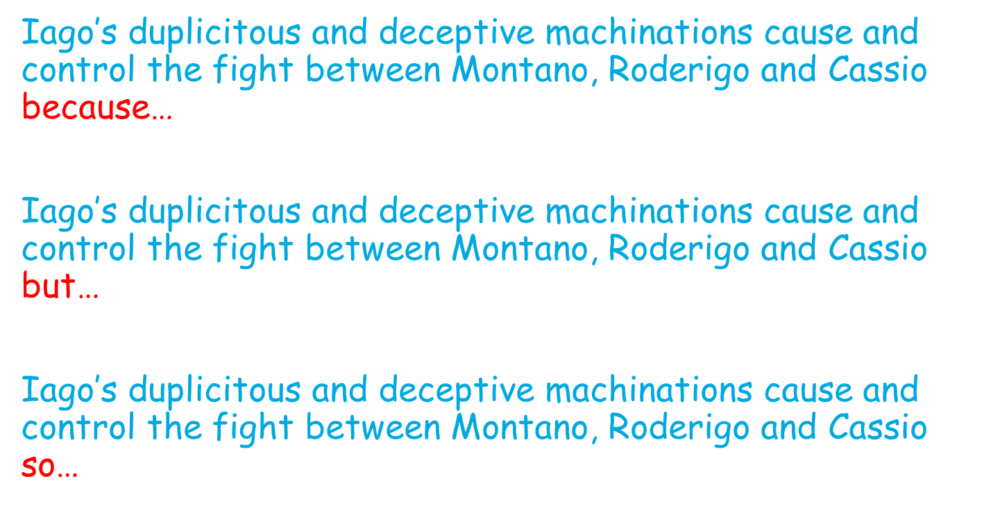 Iago’s duplicitous and deceptive machinations cause and
control the fight between Montano, Roderigo and Cassio
because…
Iago’s duplicitous and deceptive machinations cause and
control the fight between Montano, Roderigo and Cassio
but…
Iago’s duplicitous and deceptive machinations cause and
control the fight between Montano, Roderigo and Cassio
so…